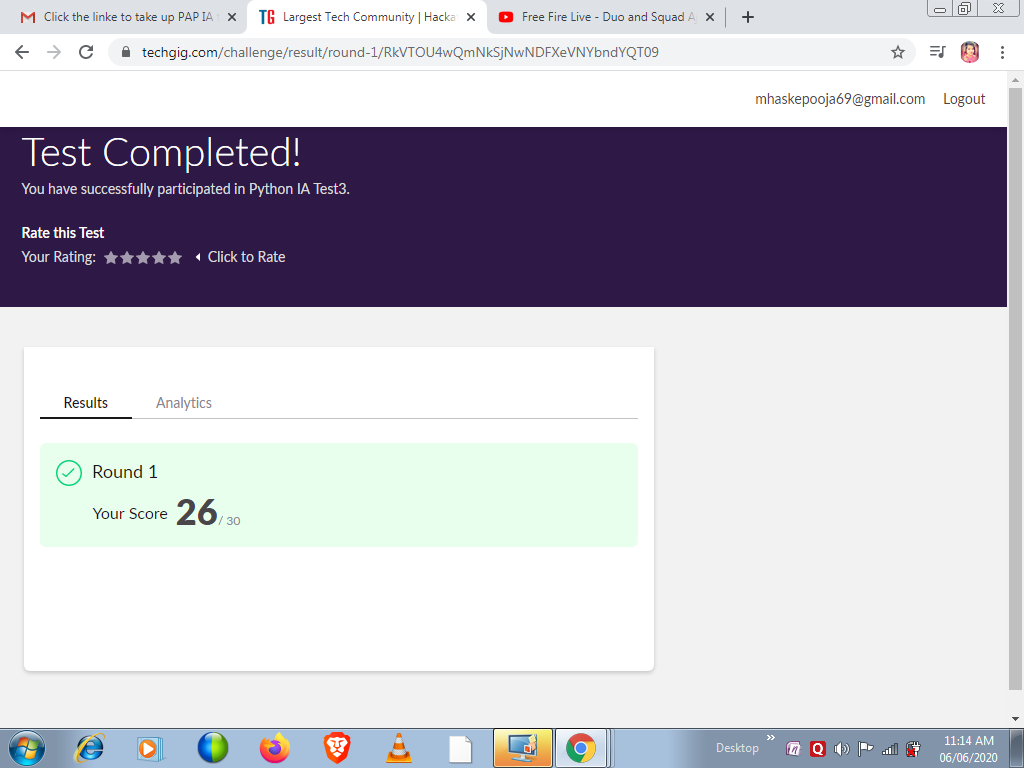 Click the linke to take up PAP IA
TG Largest Tech Community | Hacka
Free Fire Live - Duo and Squad A
techgig.com/challenge/result/round-1/RkVTOU4wQmNkSjNwNDFXeVNYbndYQT09
mhaskepooja69@gmail.com Logout
Test Completed!
You have successfully participated in Python IA Test3.
Rate this Test
Your Rating: Click to Rate
Results Analytics
Round 1
Your Score 26 / 30
Desktop
11:14 AM
06/06/2020